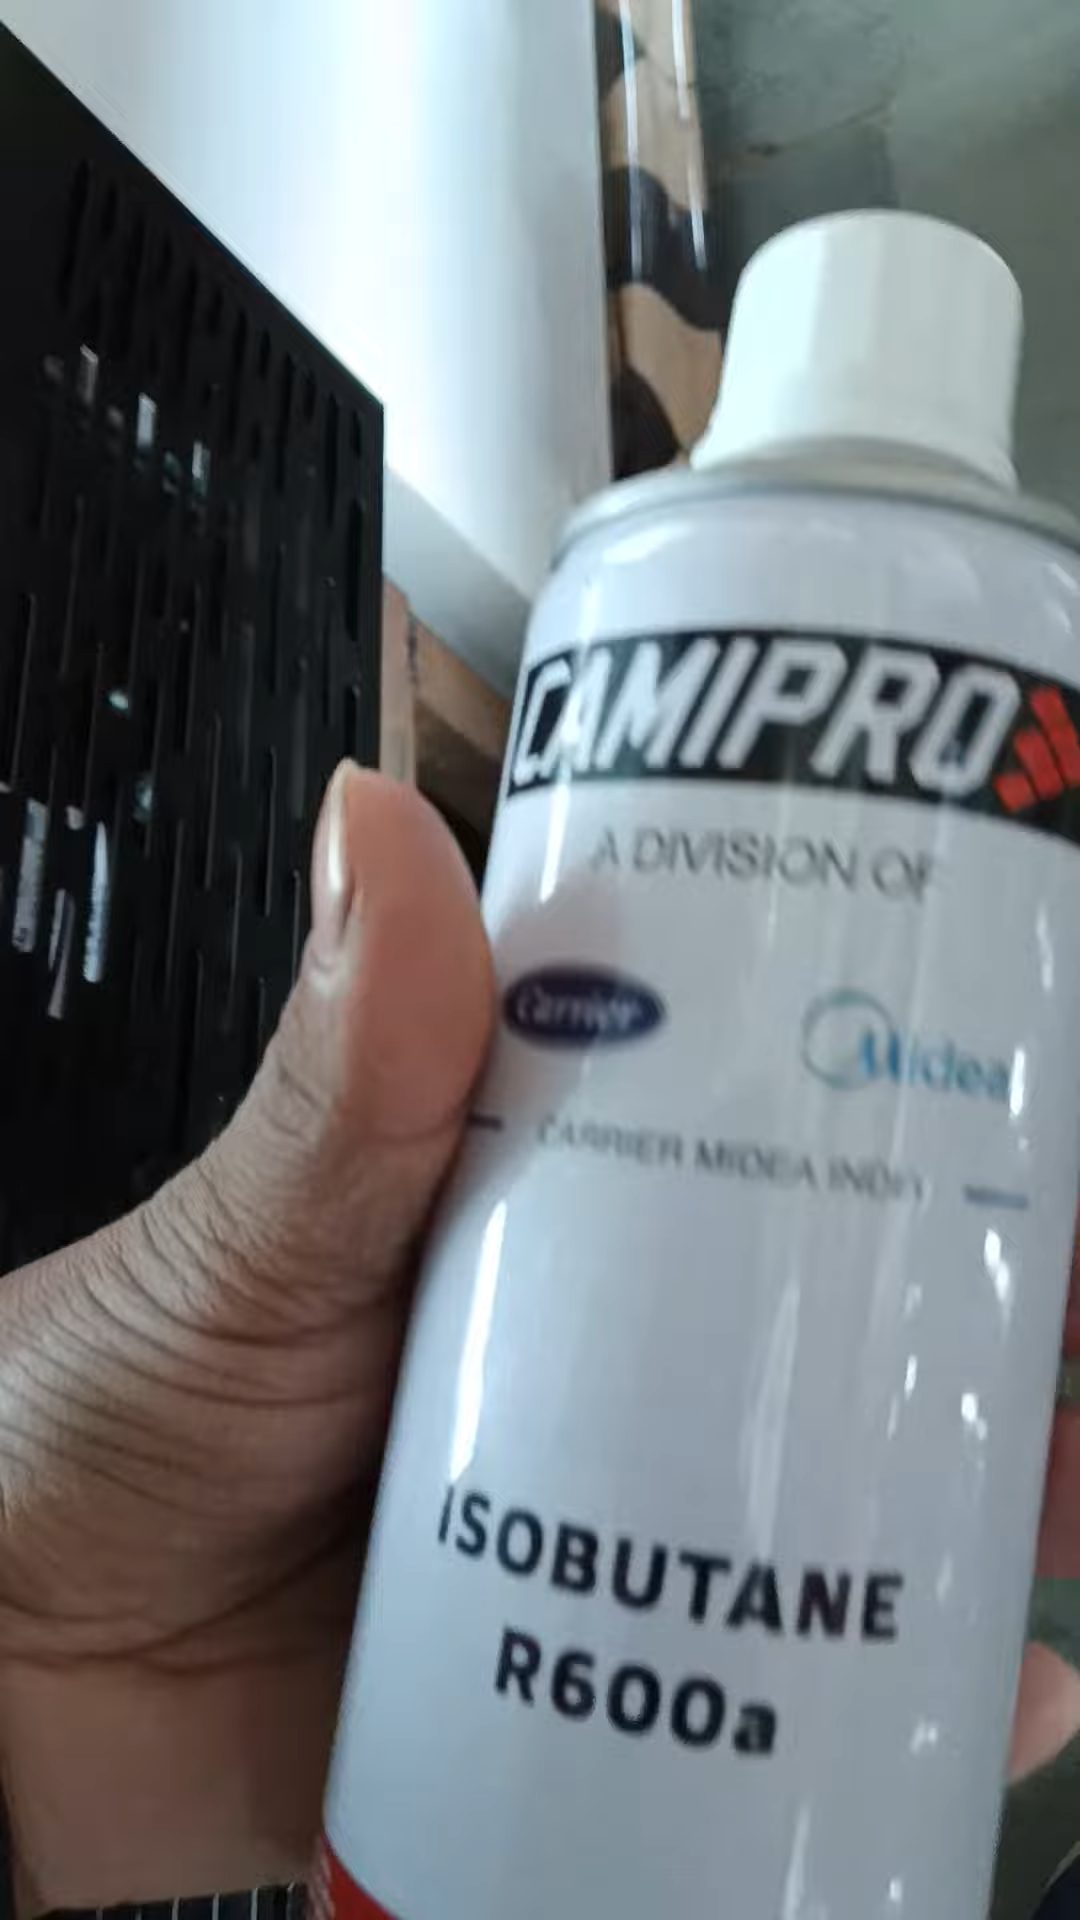 CAMIPRO
A DIVISION OF
Carrier
Midea
CARRIER MIDEA INDIA
ISOBUTANE
R600a